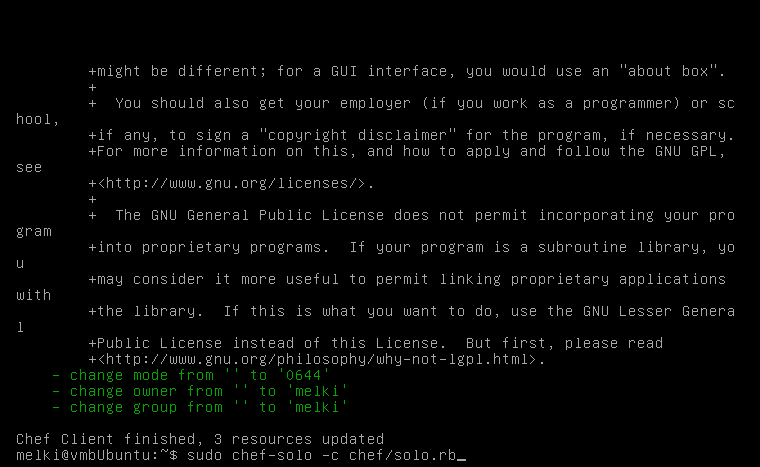 +might be different; for a GUI interface, you would use an "about box".
+
+  You should also get your employer (if you work as a programmer) or sc
hool,
+if any, to sign a "copyright disclaimer" for the program, if necessary.
+For more information on this, and how to apply and follow the GNU GPL,
see
+<http://www.gnu.org/licenses/>.
+
+  The GNU General Public License does not permit incorporating your pro
gram
+into proprietary programs.  If your program is a subroutine library, yo
u
+may consider it more useful to permit linking proprietary applications
with
+the library.  If this is what you want to do, use the GNU Lesser Genera
l
+Public License instead of this License.  But first, please read
+<http://www.gnu.org/philosophy/why-not-lgpl.html>.
- change mode from '' to '0644'
- change owner from '' to 'melki'
- change group from '' to 'melki'
Chef Client finished, 3 resources updated
melki@vmbUbuntu:~$ sudo chef-solo -c chef/solo.rb_